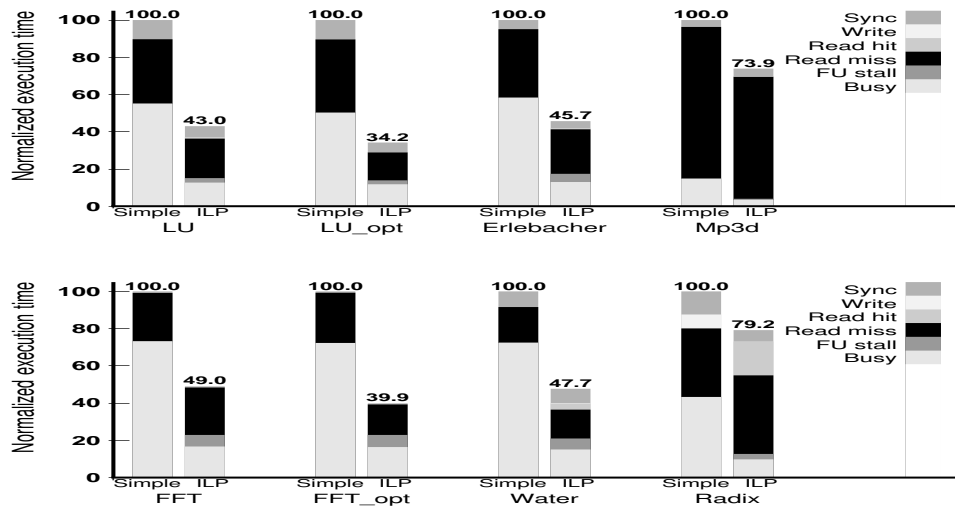 Normalized execution time
100
80
60
40
20
0
100.0
43.0
100.0
34.2
100.0
45.7
100.0
73.9
Sync
Write
Read hit
Read miss
FU stall
Busy
Simple ILP
LU
Simple ILP
LU_opt
Simple ILP
Erlebacher
Simple ILP
Mp3d
Normalized execution time
100
80
60
40
20
0
100.0
49.0
100.0
39.9
100.0
47.7
100.0
79.2
Sync
Write
Read hit
Read miss
FU stall
Busy
Simple ILP
FFT
Simple ILP
FFT_opt
Simple ILP
Water
Simple ILP
Radix